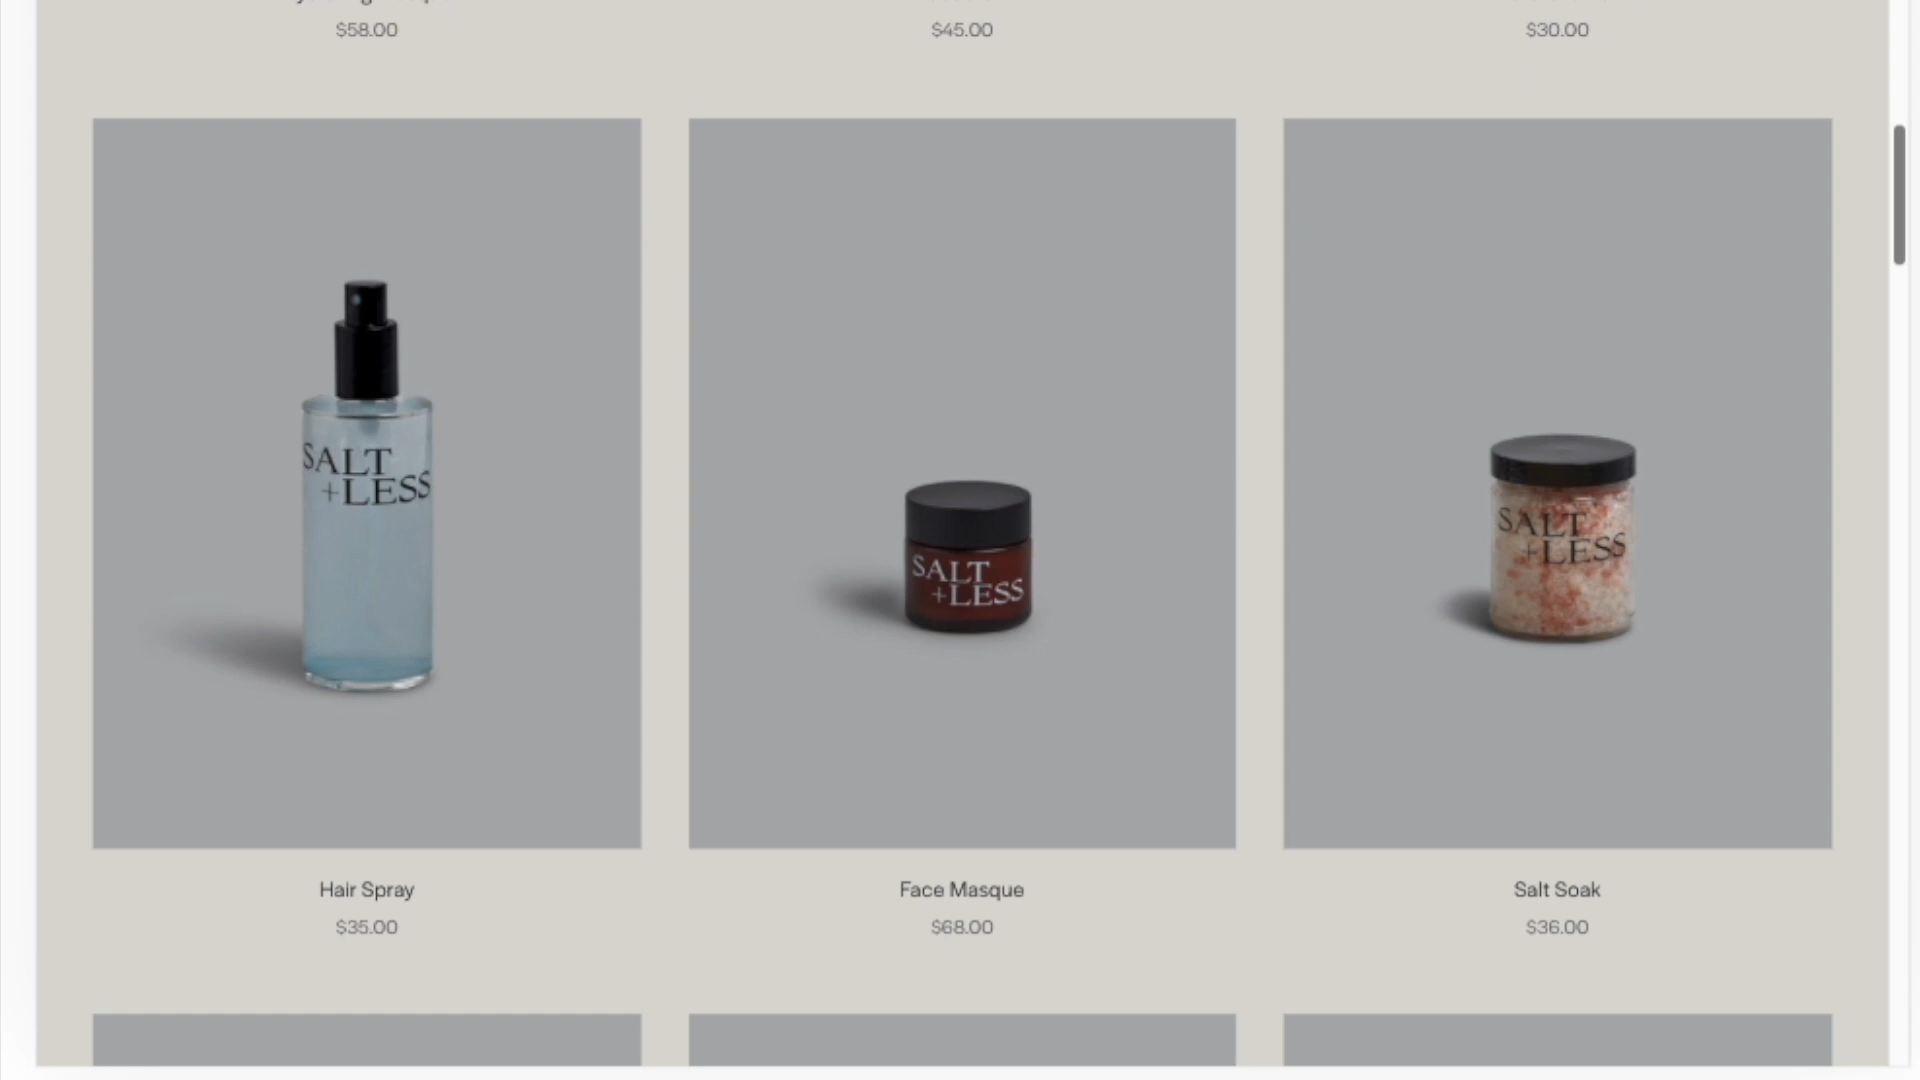 $58.00
$45.00
$30.00
SALT
+LESS
SALT
+LESS
SALT
+LESS
Hair Spray
$35.00
Face Masque
$68.00
Salt Soak
$36.00